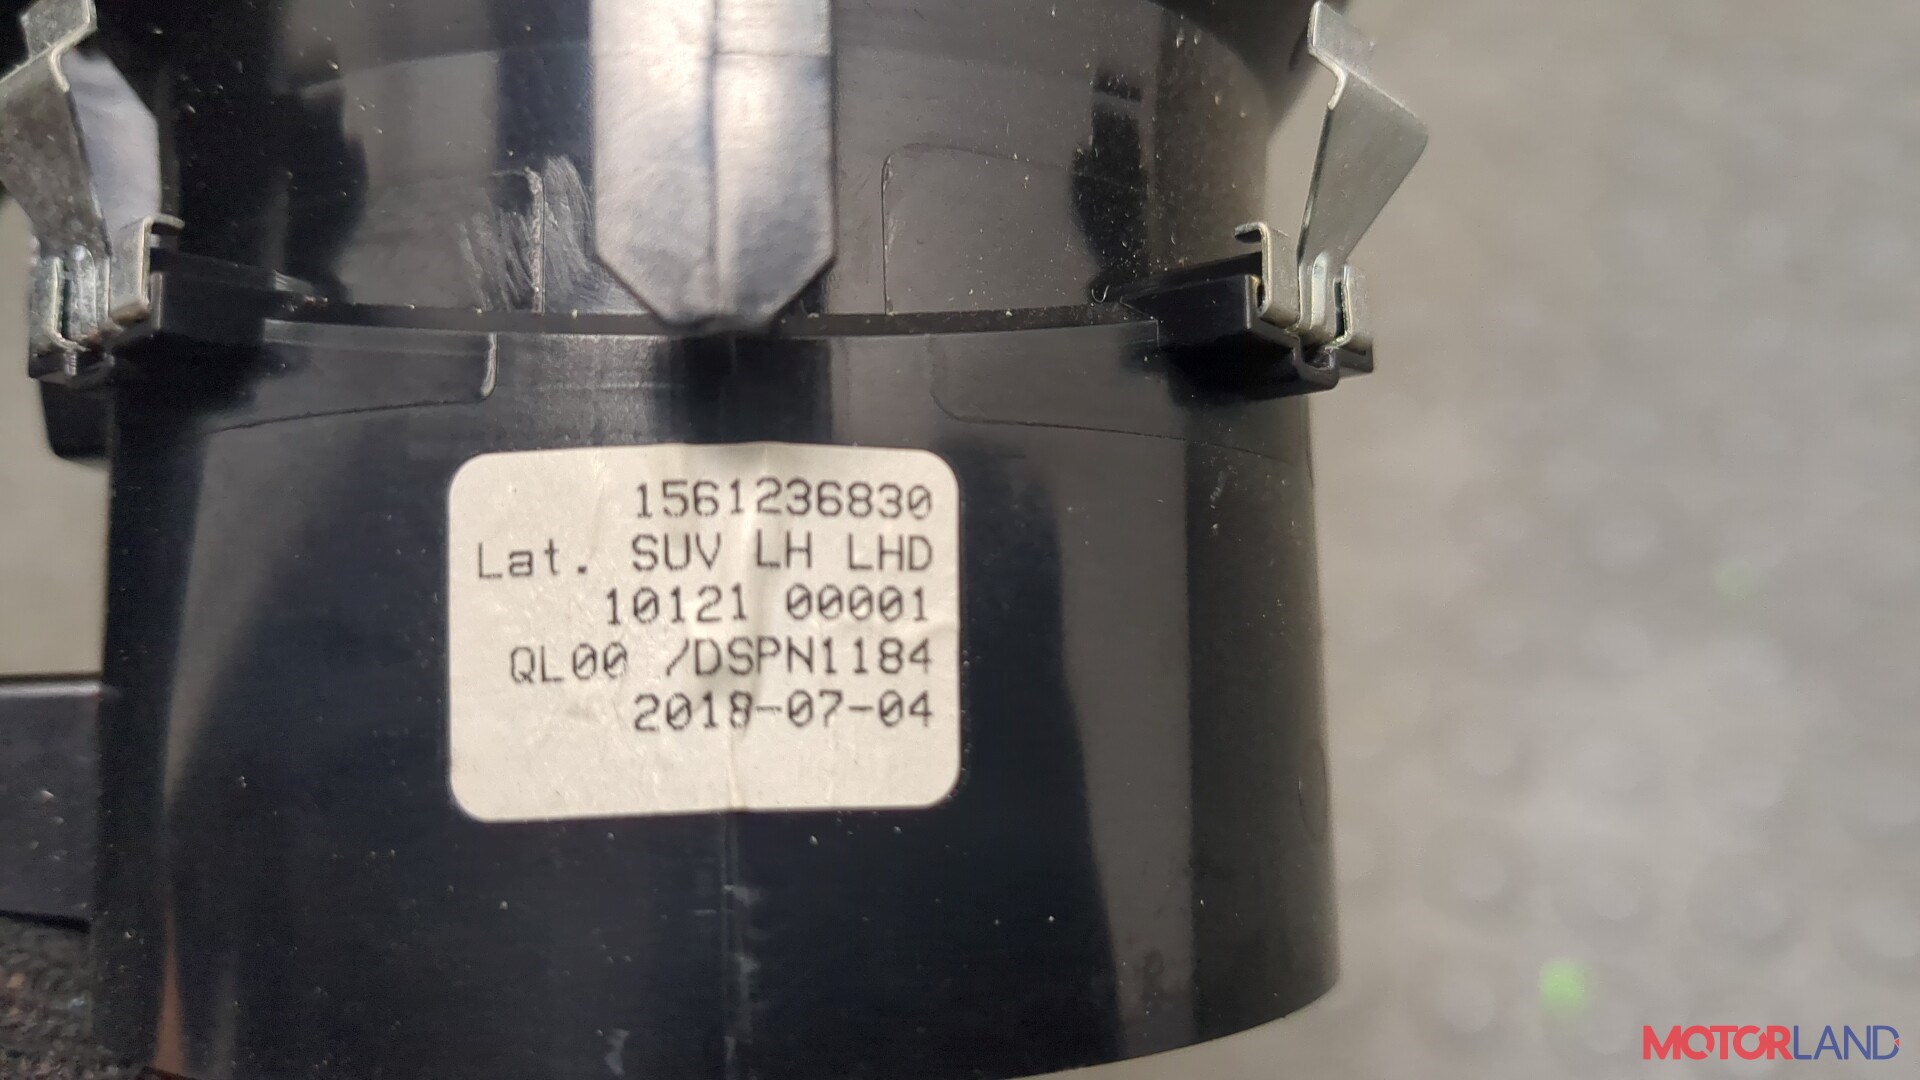 1561236830
Lat. SUV LH LHD
10121 00001
QL00 /DSPN1184
2018-07-04
MOTORLAND